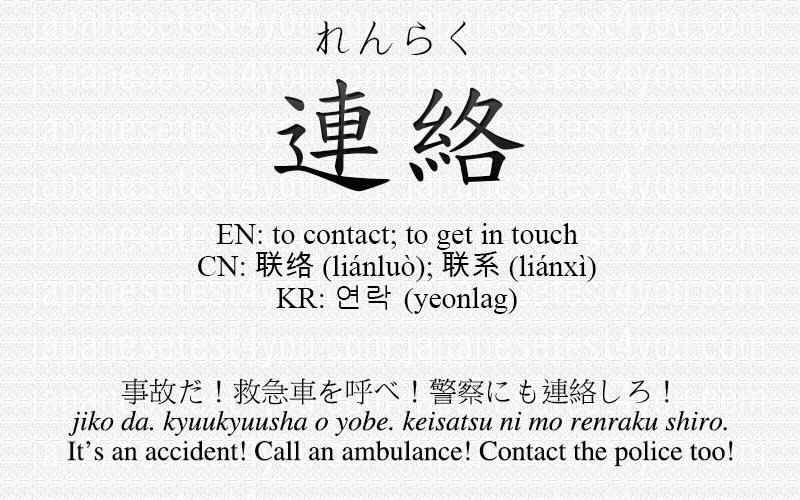 れんらく
連絡
EN: to contact; to get in touch
CN: 联络 (liánluò); 联系 (liánxì)
KR: 연락 (yeonlag)
事故だ！救急車を呼べ！警察にも連絡しろ！
jiko da. kyuukyuusha o yobe. keisatsu ni mo renraku shiro.
It’s an accident! Call an ambulance! Contact the police too!
japanesetest4you.com